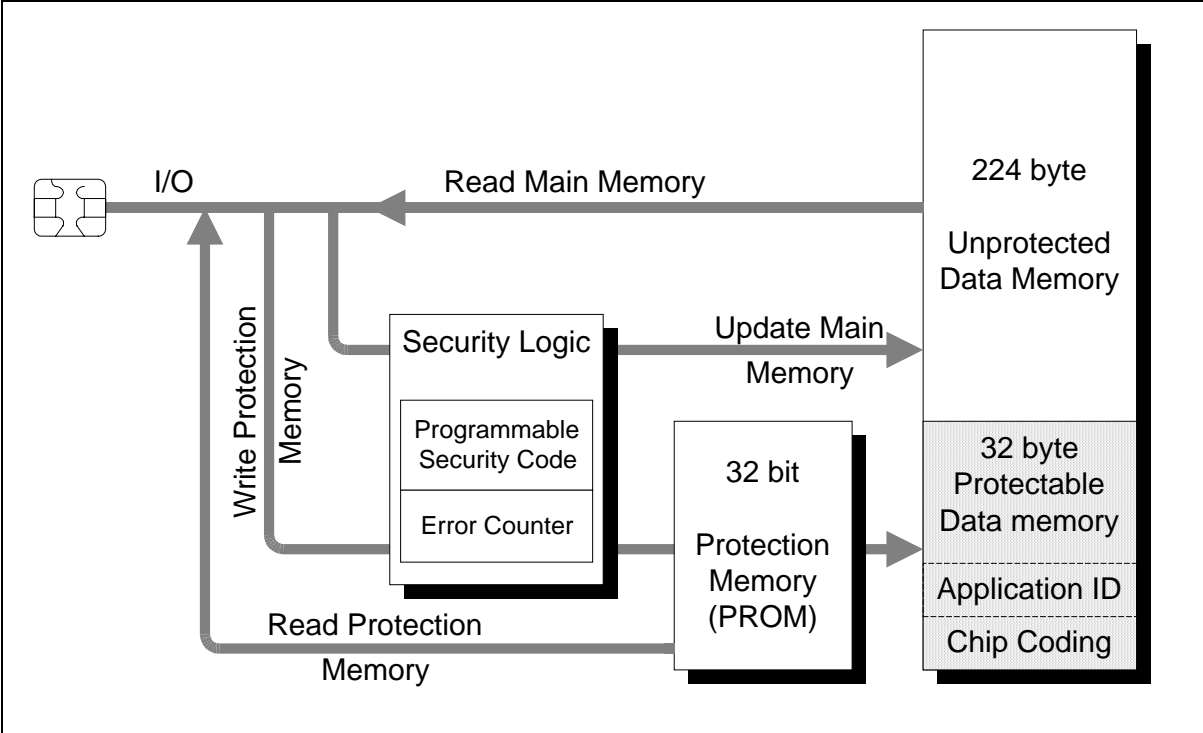 I/O
Read Main Memory
224 byte
Unprotected
Data Memory
Write Protection
Memory
Security Logic
Programmable
Security Code
Error Counter
Update Main
Memory
32 bit
Protection
Memory
(PROM)
32 byte
Protectable
Data memory
Application ID
Chip Coding
Read Protection
Memory